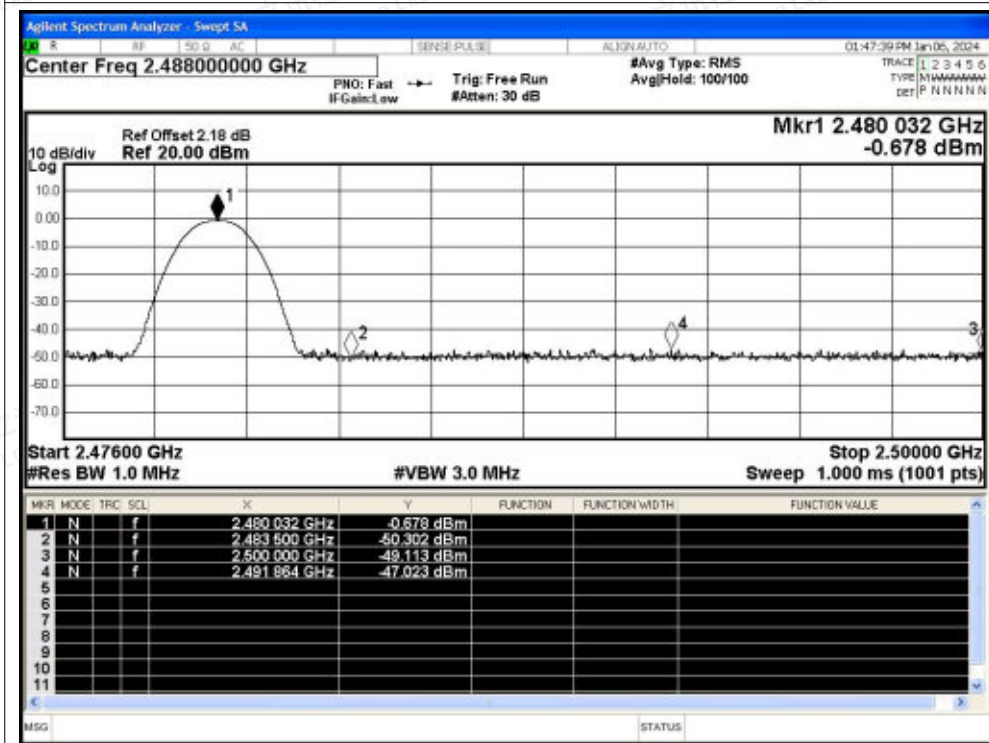 Agilent Spectrum Analyzer - Swept SA
R RF 50 Ω AC SENSE:PULSE ALIGN AUTO 01:47:39 PM Jan 06, 2024
Center Freq 2.488000000 GHz #Avg Type: RMS TRACE 1 2 3 4 5 6
PNO: Fast Trig: Free Run Avg|Hold: 100/100 TYPE M
IFGain:Low #Atten: 30 dB DET P N N N N N
Mkr1 2.480 032 GHz
Ref Offset 2.18 dB
10 dB/div Ref 20.00 dBm -0.678 dBm
Log
10.0
1
0.00
-10.0
-20.0
-30.0
-40.0
2 4 3
-50.0
-60.0
-70.0
Start 2.47600 GHz Stop 2.50000 GHz
#Res BW 1.0 MHz #VBW 3.0 MHz Sweep 1.000 ms (1001 pts)
MKR MODE TRC SCL X Y FUNCTION FUNCTION WIDTH FUNCTION VALUE
1 N f 2.480 032 GHz -0.678 dBm
2 N f 2.483 500 GHz -50.302 dBm
3 N f 2.500 000 GHz -49.113 dBm
4 N f 2.491 864 GHz -47.023 dBm
5
6
7
8
9
10
11
MSG STATUS